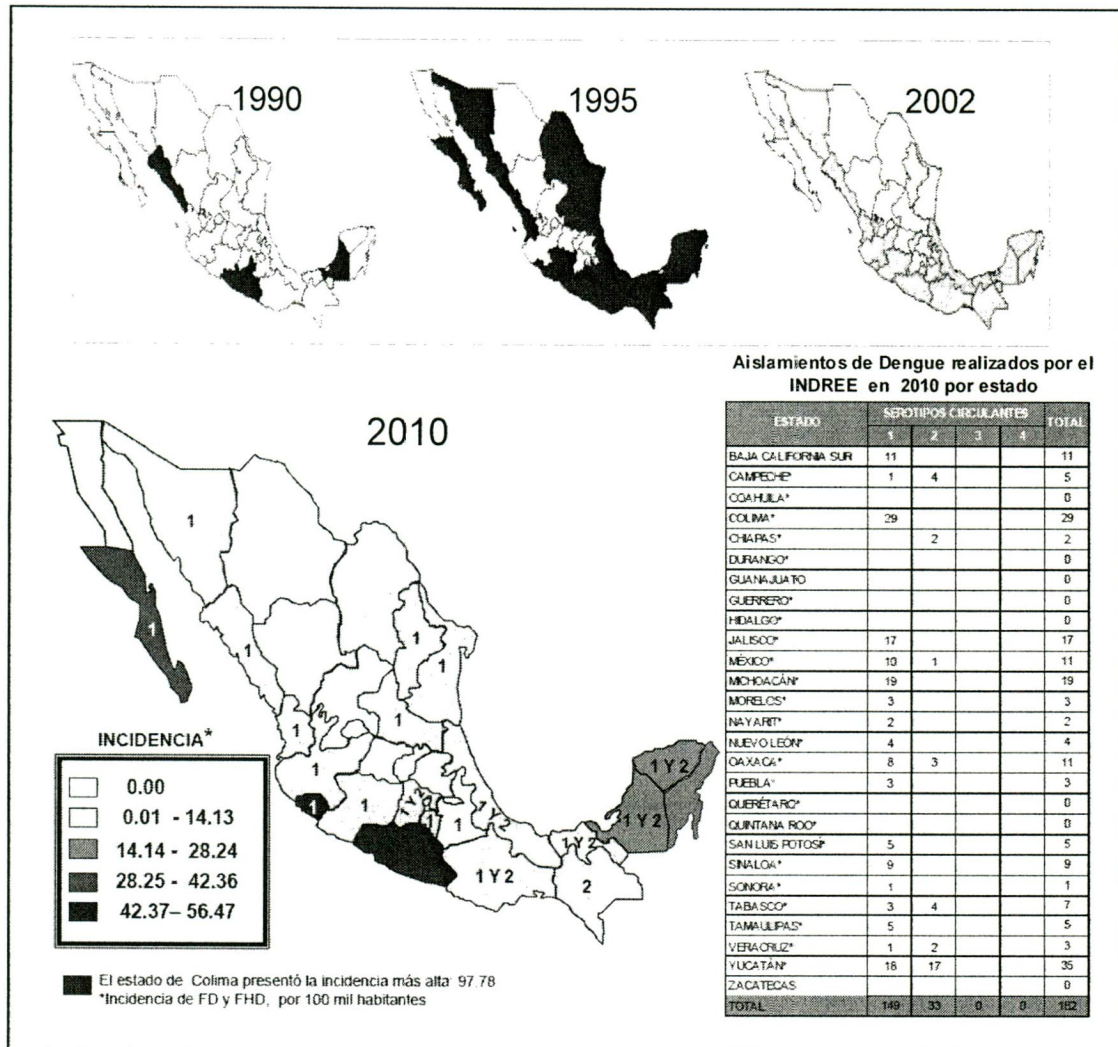 1990
1995
2002
2010
Aislamientos de Dengue realizados por el
INDREE en 2010 por estado
ESTADO SEROTIPOS CIRCULANTES TOTAL
1 2 3 4
BAJA CALIFORNIA SUR 11 11
CAMPECHE* 1 4 5
COAHUILA* 0
COLIMA* 29 29
CHIAPAS* 2 2
DURANGO* 0
GUANAJUATO 0
GUERRERO* 0
HIDALGO* 0
JALISCO* 17 17
MÉXICO* 10 1 11
MICHOACÁN* 19 19
MORELOS* 3 3
NAYARIT* 2 2
NUEVO LEÓN* 4 4
OAXACA* 8 3 11
PUEBLA* 3 3
QUERÉTARO* 0
QUINTANA ROO* 0
SAN LUIS POTOSÍ* 5 5
SINALOA* 9 9
SONORA* 1 1
TABASCO* 3 4 7
TAMAULIPAS* 5 5
VERACRUZ* 1 2 3
YUCATÁN* 18 17 35
ZACATECAS 0
TOTAL 149 33 0 0 182
1
1
1
1
1
1
1
1
1
1
1
1
1 Y 2
1 Y 2
1 Y 2
1 Y 2
1 Y 2
1 Y 2
2
INCIDENCIA*
0.00
0.01 - 14.13
14.14 - 28.24
28.25 - 42.36
42.37– 56.47
El estado de Colima presentó la incidencia más alta: 97.78
*Incidencia de FD y FHD, por 100 mil habitantes